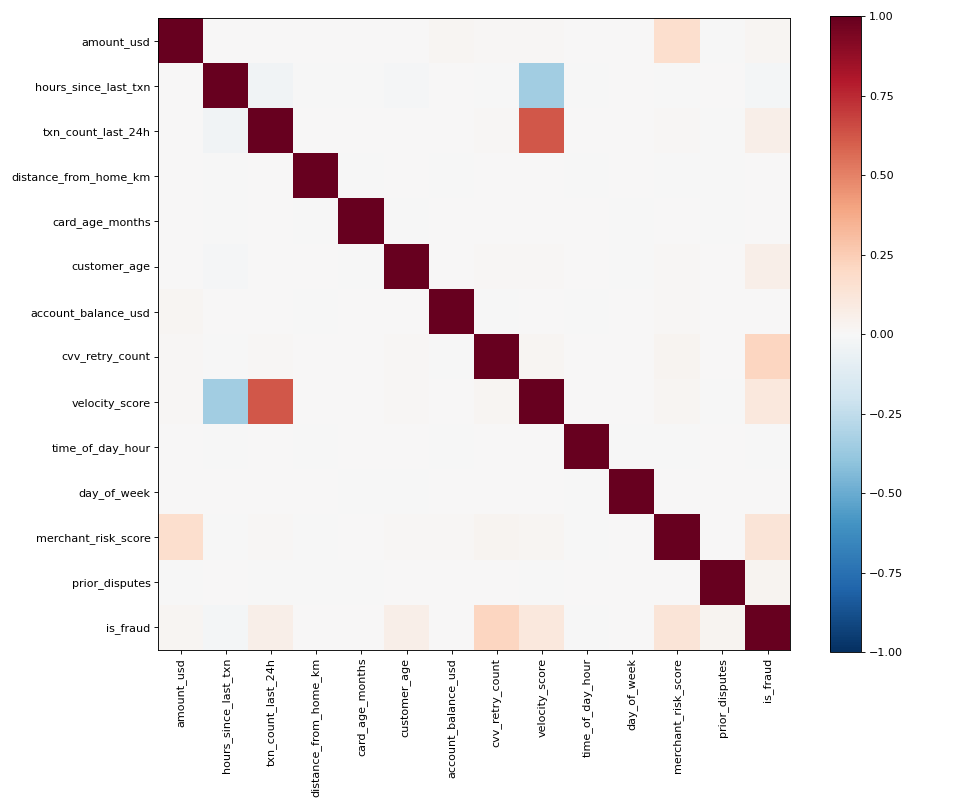 amount_usd
hours_since_last_txn
txn_count_last_24h
distance_from_home_km
card_age_months
customer_age
account_balance_usd
cvv_retry_count
velocity_score
time_of_day_hour
day_of_week
merchant_risk_score
prior_disputes
is_fraud
amount_usd
hours_since_last_txn
txn_count_last_24h
distance_from_home_km
card_age_months
customer_age
account_balance_usd
cvv_retry_count
velocity_score
time_of_day_hour
day_of_week
merchant_risk_score
prior_disputes
is_fraud
1.00
0.75
0.50
0.25
0.00
−0.25
−0.50
−0.75
−1.00